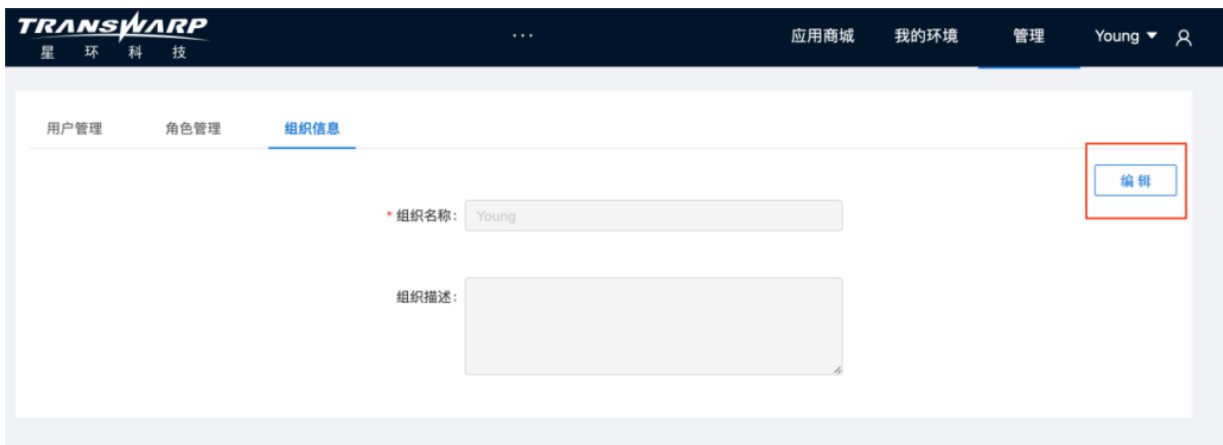 TRANSWARP
星环科技
... 应用商城 我的环境 管理 Young
用户管理 角色管理 组织信息
编辑
* 组织名称: Young
组织描述: